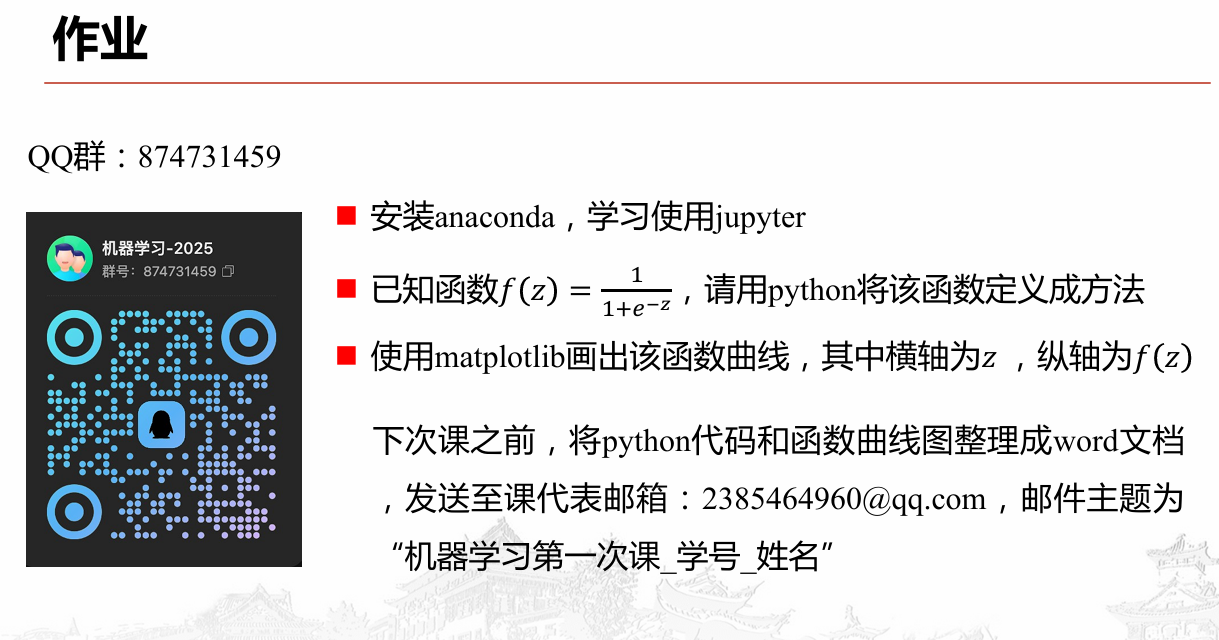 作业
QQ群：874731459
机器学习-2025
群号：874731459
安装anaconda，学习使用jupyter
已知函数f(z) = 1/(1+e^{-z})，请用python将该函数定义成方法
使用matplotlib画出该函数曲线，其中横轴为z ，纵轴为f(z)
下次课之前，将python代码和函数曲线图整理成word文档
，发送至课代表邮箱：2385464960@qq.com，邮件主题为
“机器学习第一次课_学号_姓名”